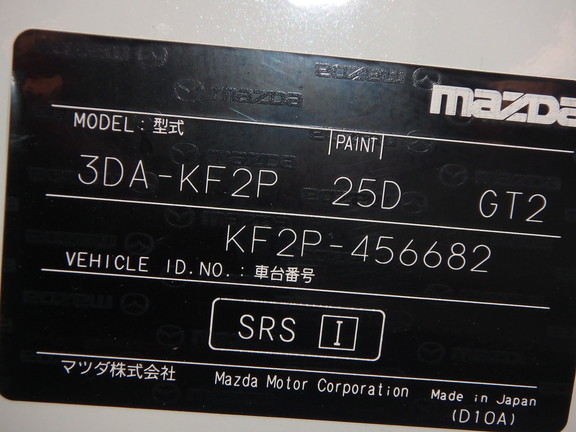 mazda
MODEL: 型式 |PAINT|
3DA-KF2P 25D GT2
KF2P-456682
VEHICLE ID.NO.: 車台番号
SRS I
マツダ株式会社 Mazda Motor Corporation Made in Japan
(D10A)